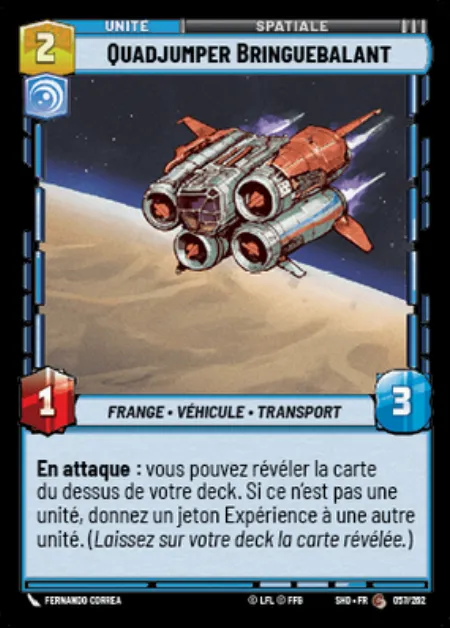 UNITÉ
SPATIALE
2
QUADJUMPER BRINGUEBALANT
1
FRANGE • VÉHICULE • TRANSPORT
3
En attaque : vous pouvez révéler la carte
du dessus de votre deck. Si ce n'est pas une
unité, donnez un jeton Expérience à une autre
unité. (Laissez sur votre deck la carte révélée.)
FERNANDO CORREA
© LFL © FFG
SHD • FR
057/262